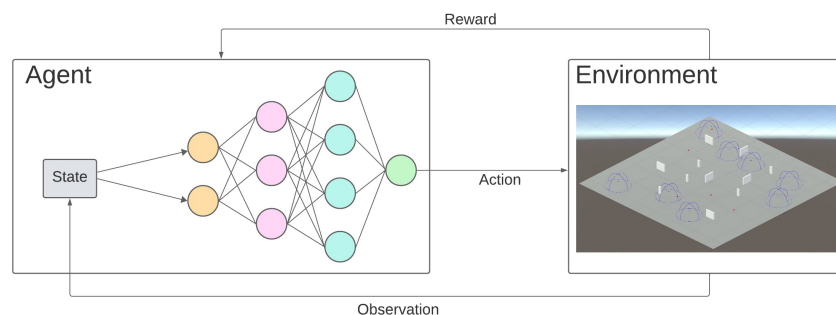 Reward
Agent
Environment
State
Action
Observation